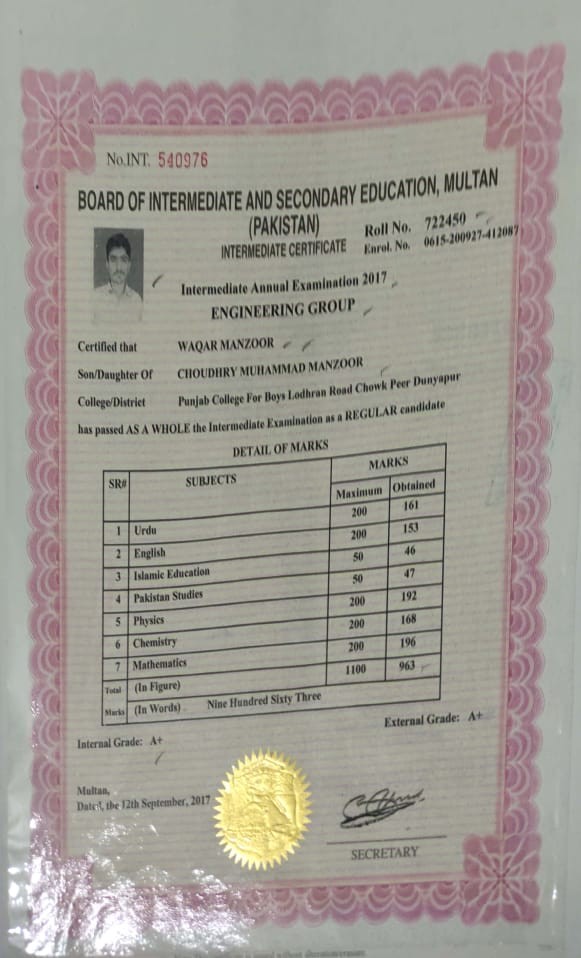 No.INT. 540976
BOARD OF INTERMEDIATE AND SECONDARY EDUCATION, MULTAN
(PAKISTAN)
INTERMEDIATE CERTIFICATE
Roll No. 722450
Enrol. No. 0615-200927-412087
Intermediate Annual Examination 2017
ENGINEERING GROUP
Certified that WAQAR MANZOOR
Son/Daughter Of CHOUDHRY MUHAMMAD MANZOOR
College/District Punjab College For Boys Lodhran Road Chowk Peer Dunyapur
has passed AS A WHOLE the Intermediate Examination as a REGULAR candidate
DETAIL OF MARKS
SR# SUBJECTS MARKS
Maximum Obtained
1 Urdu 200 161
2 English 200 153
3 Islamic Education 50 46
4 Pakistan Studies 50 47
5 Physics 200 192
6 Chemistry 200 168
7 Mathematics 200 196
Total (In Figure) 1100 963
Marks (In Words) Nine Hundred Sixty Three
Internal Grade: A+ External Grade: A+
Multan,
Dated, the 12th September, 2017
SECRETARY